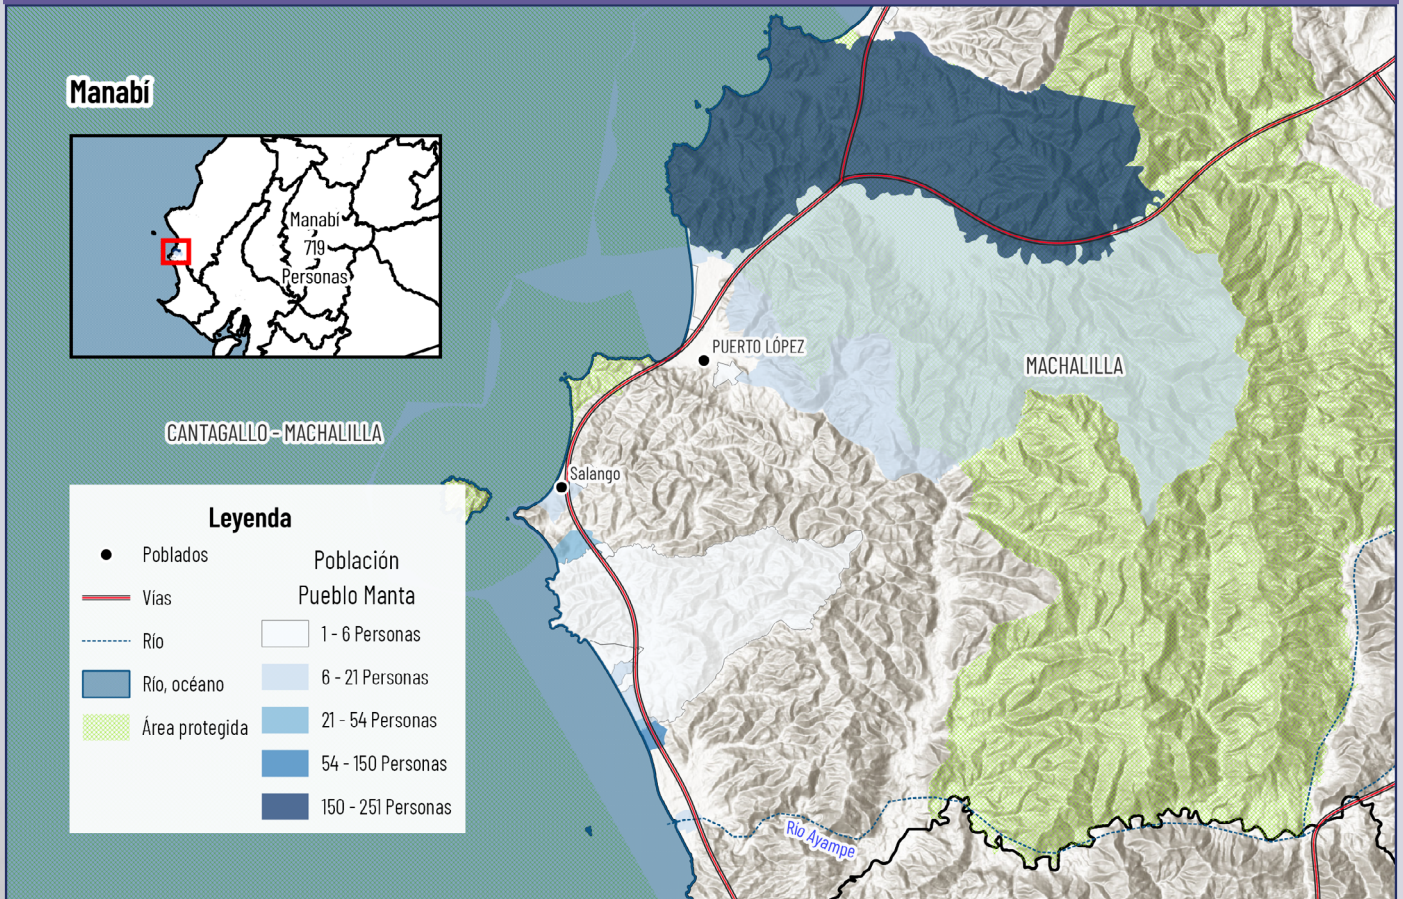 Manabí
Manabí
719
Personas
PUERTO LÓPEZ
MACHALILLA
CANTAGALLO - MACHALILLA
Salango
Leyenda
Poblados
Vías
Río
Río, océano
Área protegida
Población
Pueblo Manta
1 - 6 Personas
6 - 21 Personas
21 - 54 Personas
54 - 150 Personas
150 - 251 Personas
Río Ayampe